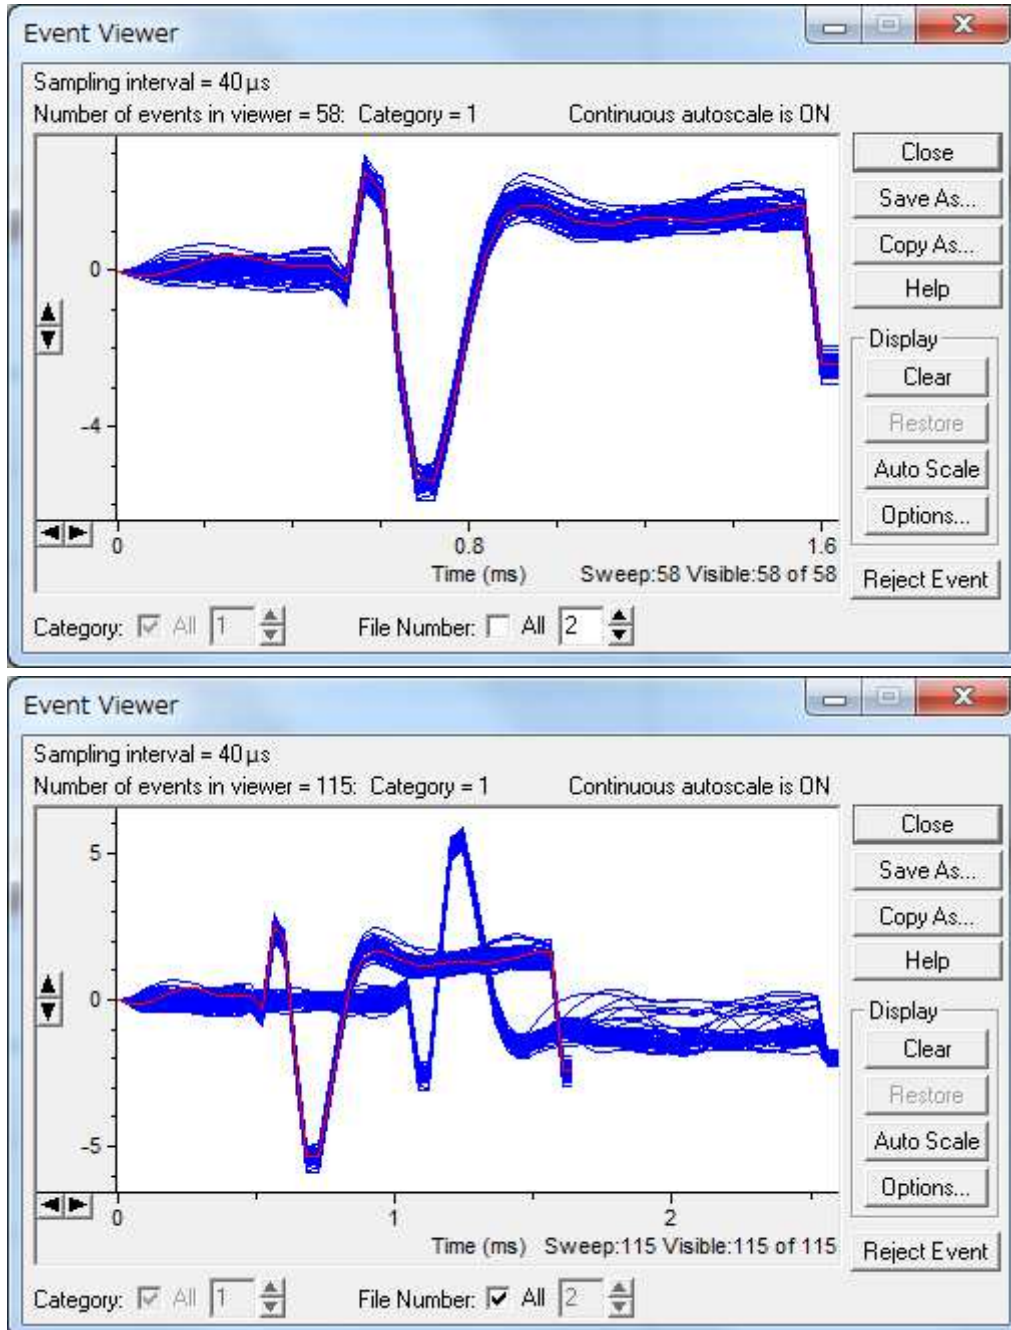 Event Viewer
Sampling interval = 40 µs
Number of events in viewer = 58: Category = 1 Continuous autoscale is ON
Close
Save As...
Copy As...
Help
Display
Clear
Restore
Auto Scale
Options...
Reject Event
0
-4
0 0.8 1.6
Time (ms) Sweep:58 Visible:58 of 58
Category: All 1 File Number: All 2
Event Viewer
Sampling interval = 40 µs
Number of events in viewer = 115: Category = 1 Continuous autoscale is ON
Close
Save As...
Copy As...
Help
Display
Clear
Restore
Auto Scale
Options...
Reject Event
5
0
-5
0 1 2
Time (ms) Sweep:115 Visible:115 of 115
Category: All 1 File Number: All 2